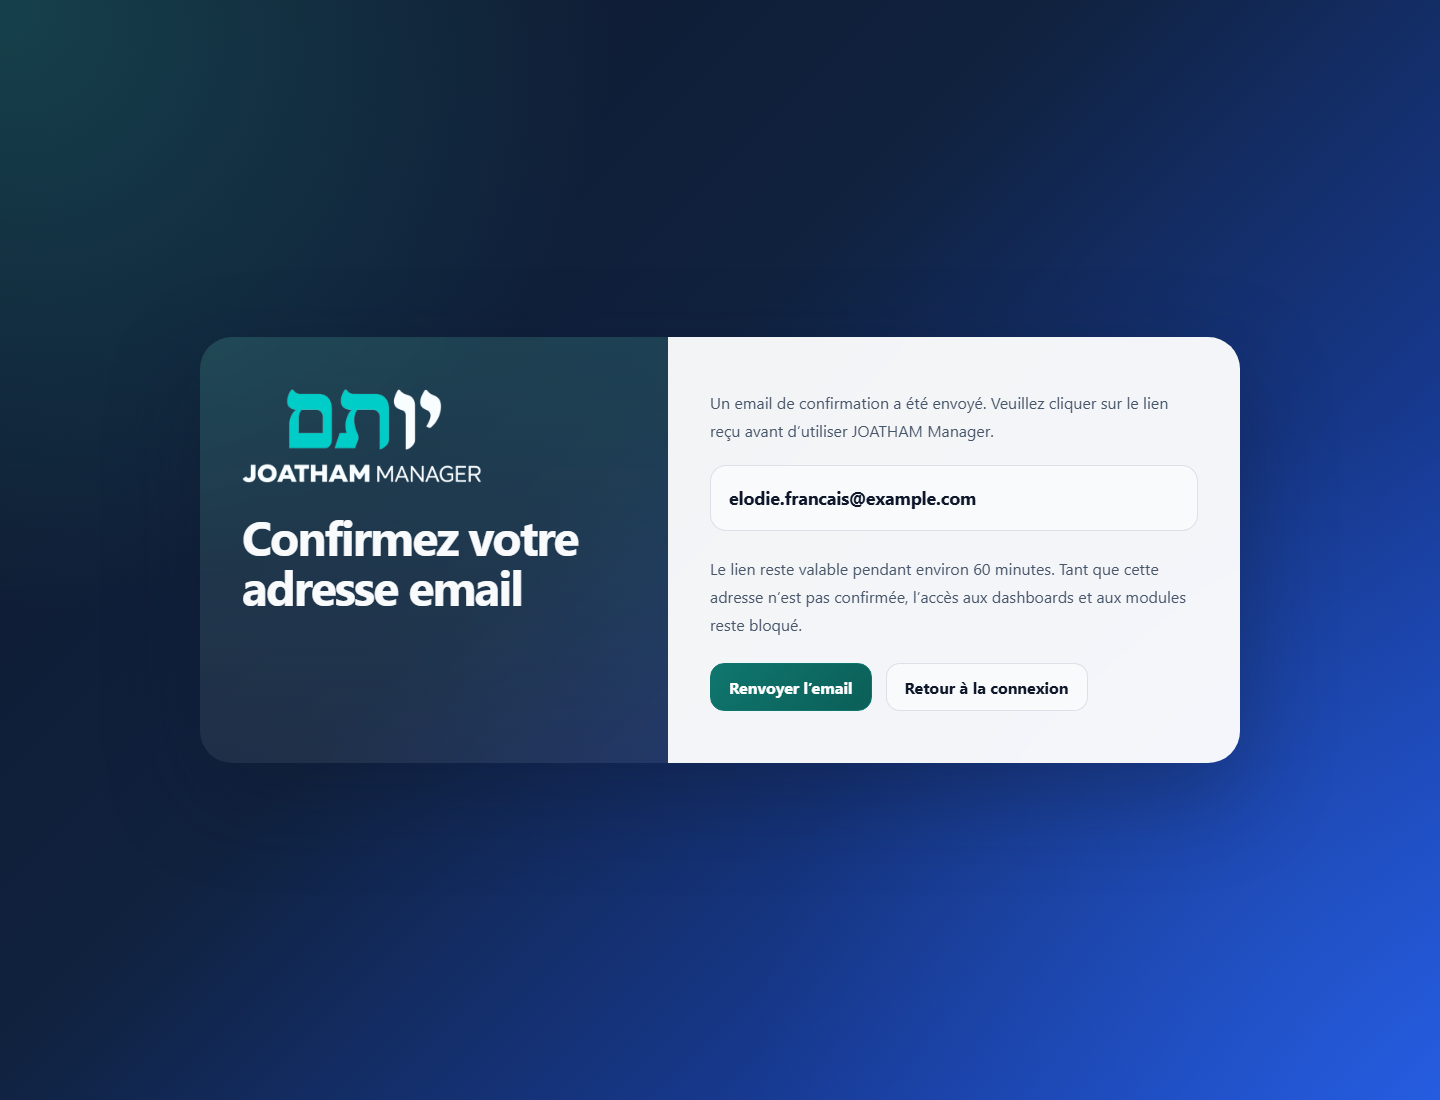 יותם
JOATHAM MANAGER
Confirmez votre
adresse email
Un email de confirmation a été envoyé. Veuillez cliquer sur le lien
reçu avant d’utiliser JOATHAM Manager.
elodie.francais@example.com
Le lien reste valable pendant environ 60 minutes. Tant que cette
adresse n’est pas confirmée, l’accès aux dashboards et aux modules
reste bloqué.
Renvoyer l’email
Retour à la connexion